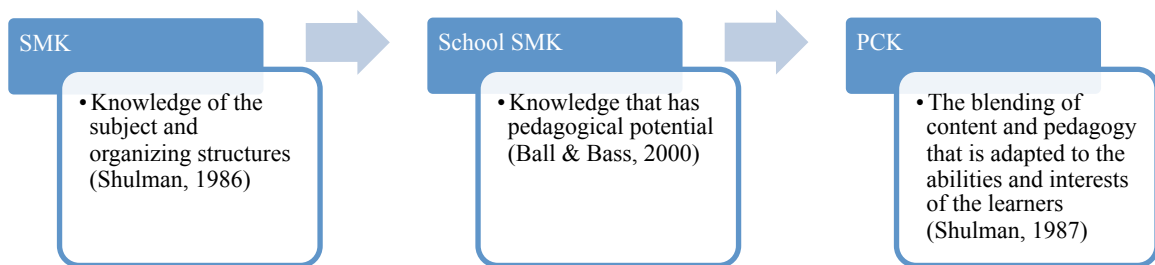 SMK
• Knowledge of the
subject and
organizing structures
(Shulman, 1986)
School SMK
• Knowledge that has
pedagogical potential
(Ball & Bass, 2000)
PCK
• The blending of
content and pedagogy
that is adapted to the
abilities and interests
of the learners
(Shulman, 1987)